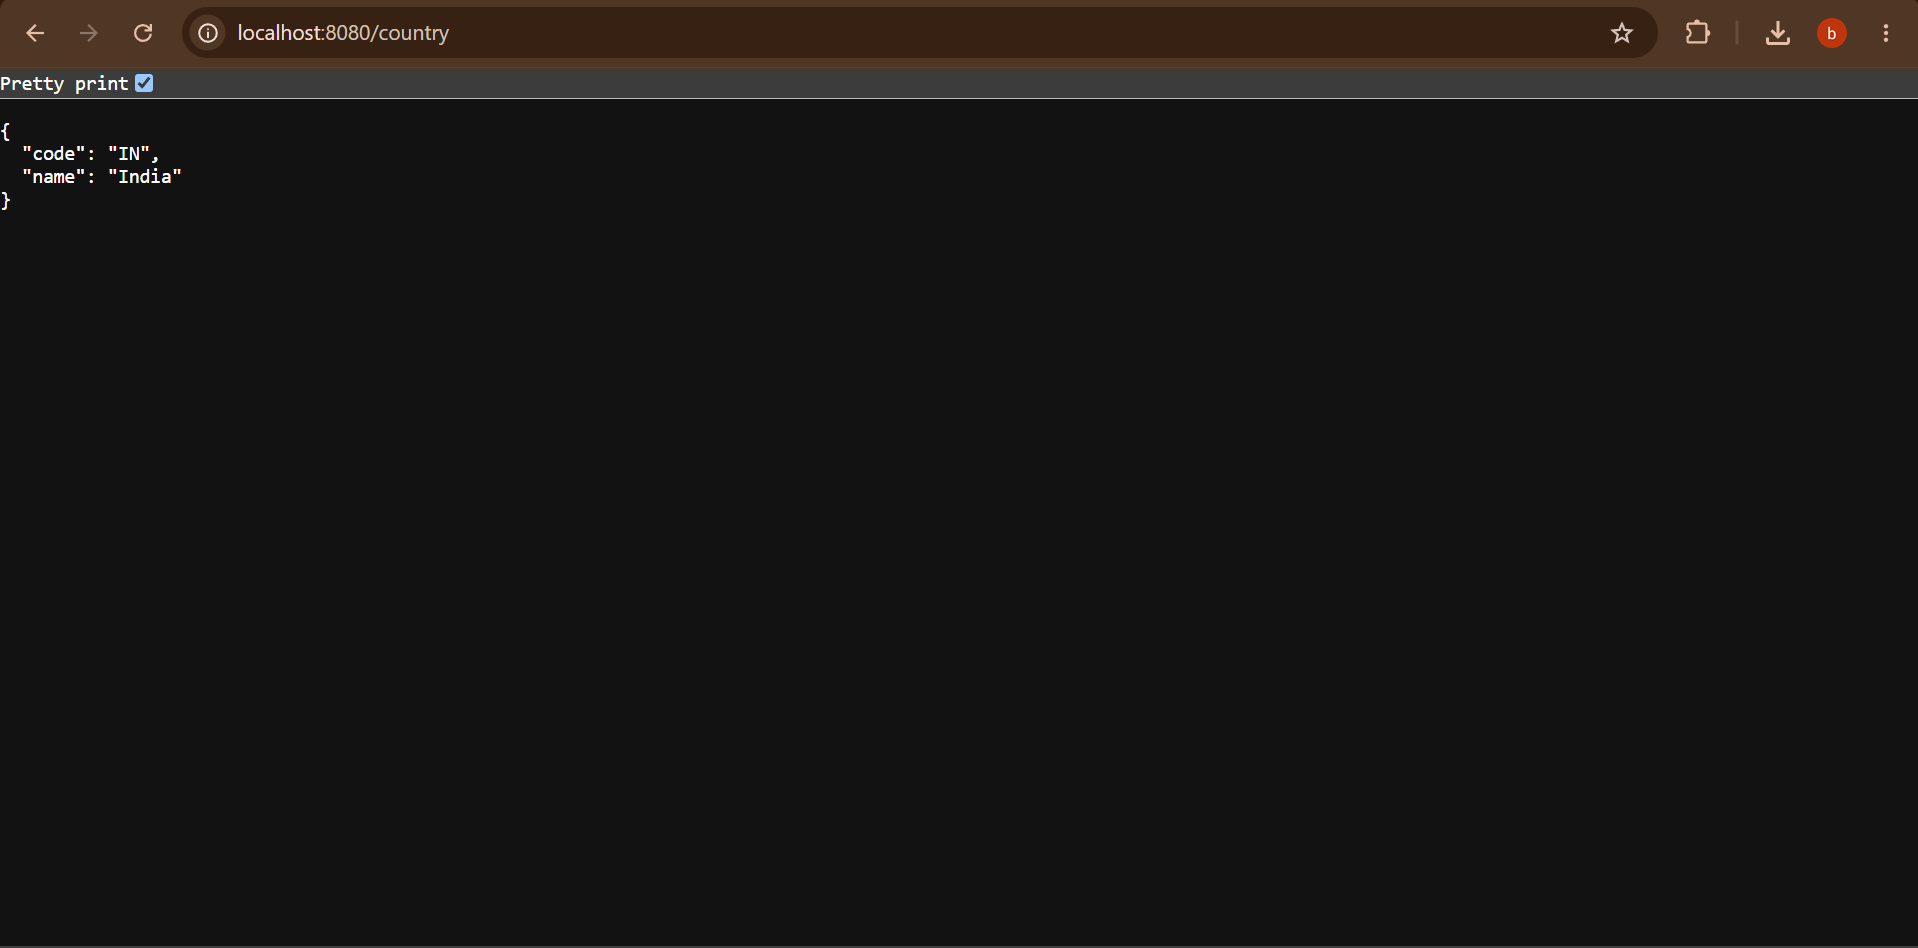 localhost:8080/country
b
Pretty print
{
  "code": "IN",
  "name": "India"
}